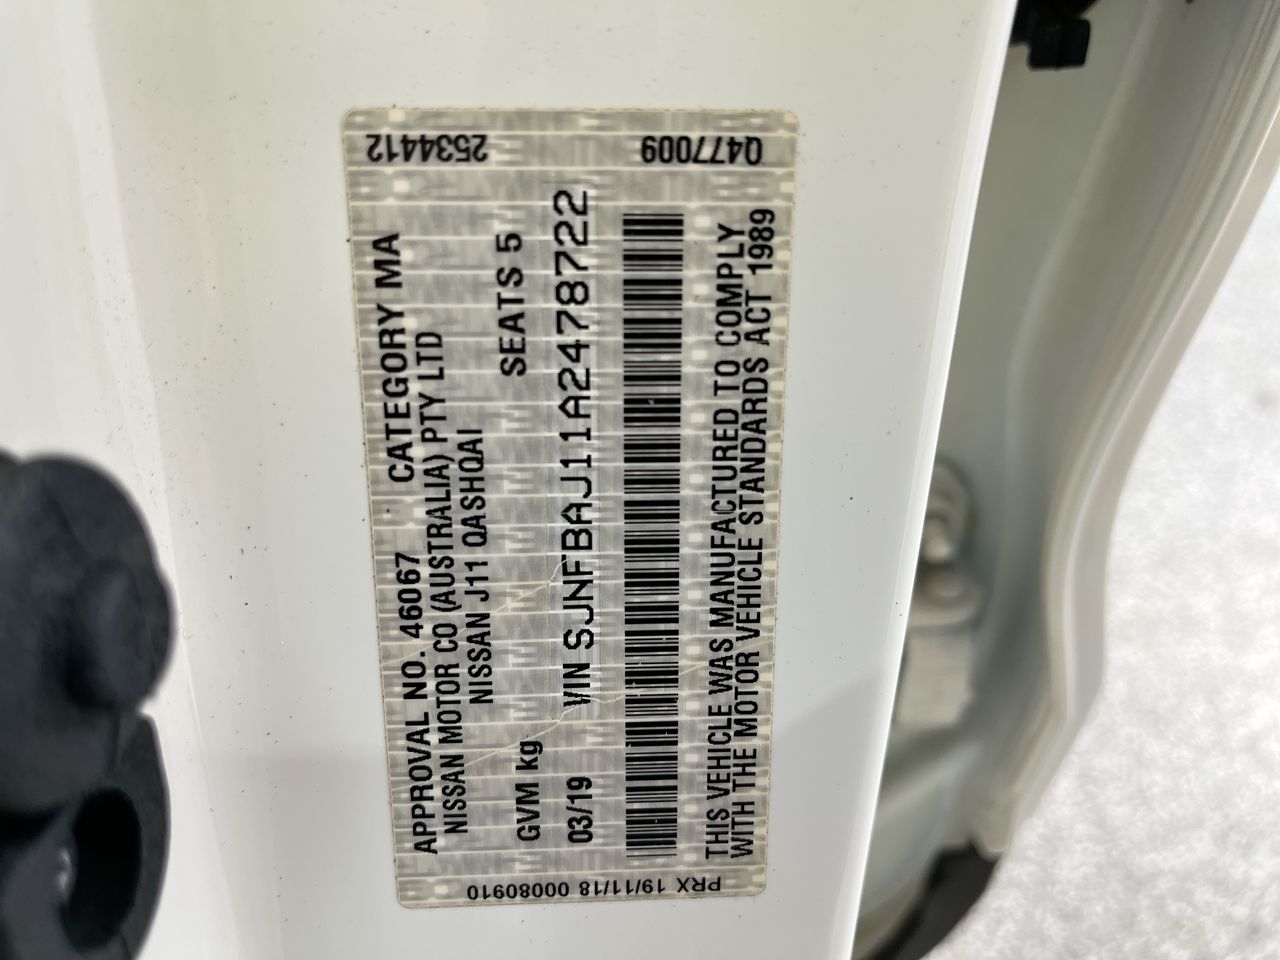 APPROVAL NO. 46067 CATEGORY MA
NISSAN MOTOR CO (AUSTRALIA) PTY LTD
NISSAN J11 QASHQAI
GVM kg SEATS 5
03/19 VIN SJNFBAJ11A2478722
THIS VEHICLE WAS MANUFACTURED TO COMPLY
WITH THE MOTOR VEHICLE STANDARDS ACT 1989
2534412
Q477009
PRX 19/11/18 00080910